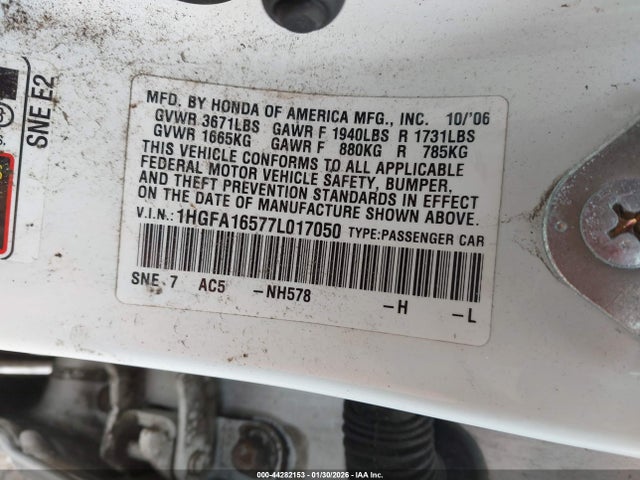 MFD. BY HONDA OF AMERICA MFG., INC. 10/'06
GVWR 3671LBS GAWR F 1940LBS R 1731LBS
GVWR 1665KG GAWR F 880KG R 785KG
THIS VEHICLE CONFORMS TO ALL APPLICABLE
FEDERAL MOTOR VEHICLE SAFETY, BUMPER,
AND THEFT PREVENTION STANDARDS IN EFFECT
ON THE DATE OF MANUFACTURE SHOWN ABOVE.
V.I.N.: 1HGFA16577L017050 TYPE:PASSENGER CAR
SNE 7 AC5 -NH578 -H -L
SNE E2
000-44282153 - 01/30/2026 - IAA Inc.